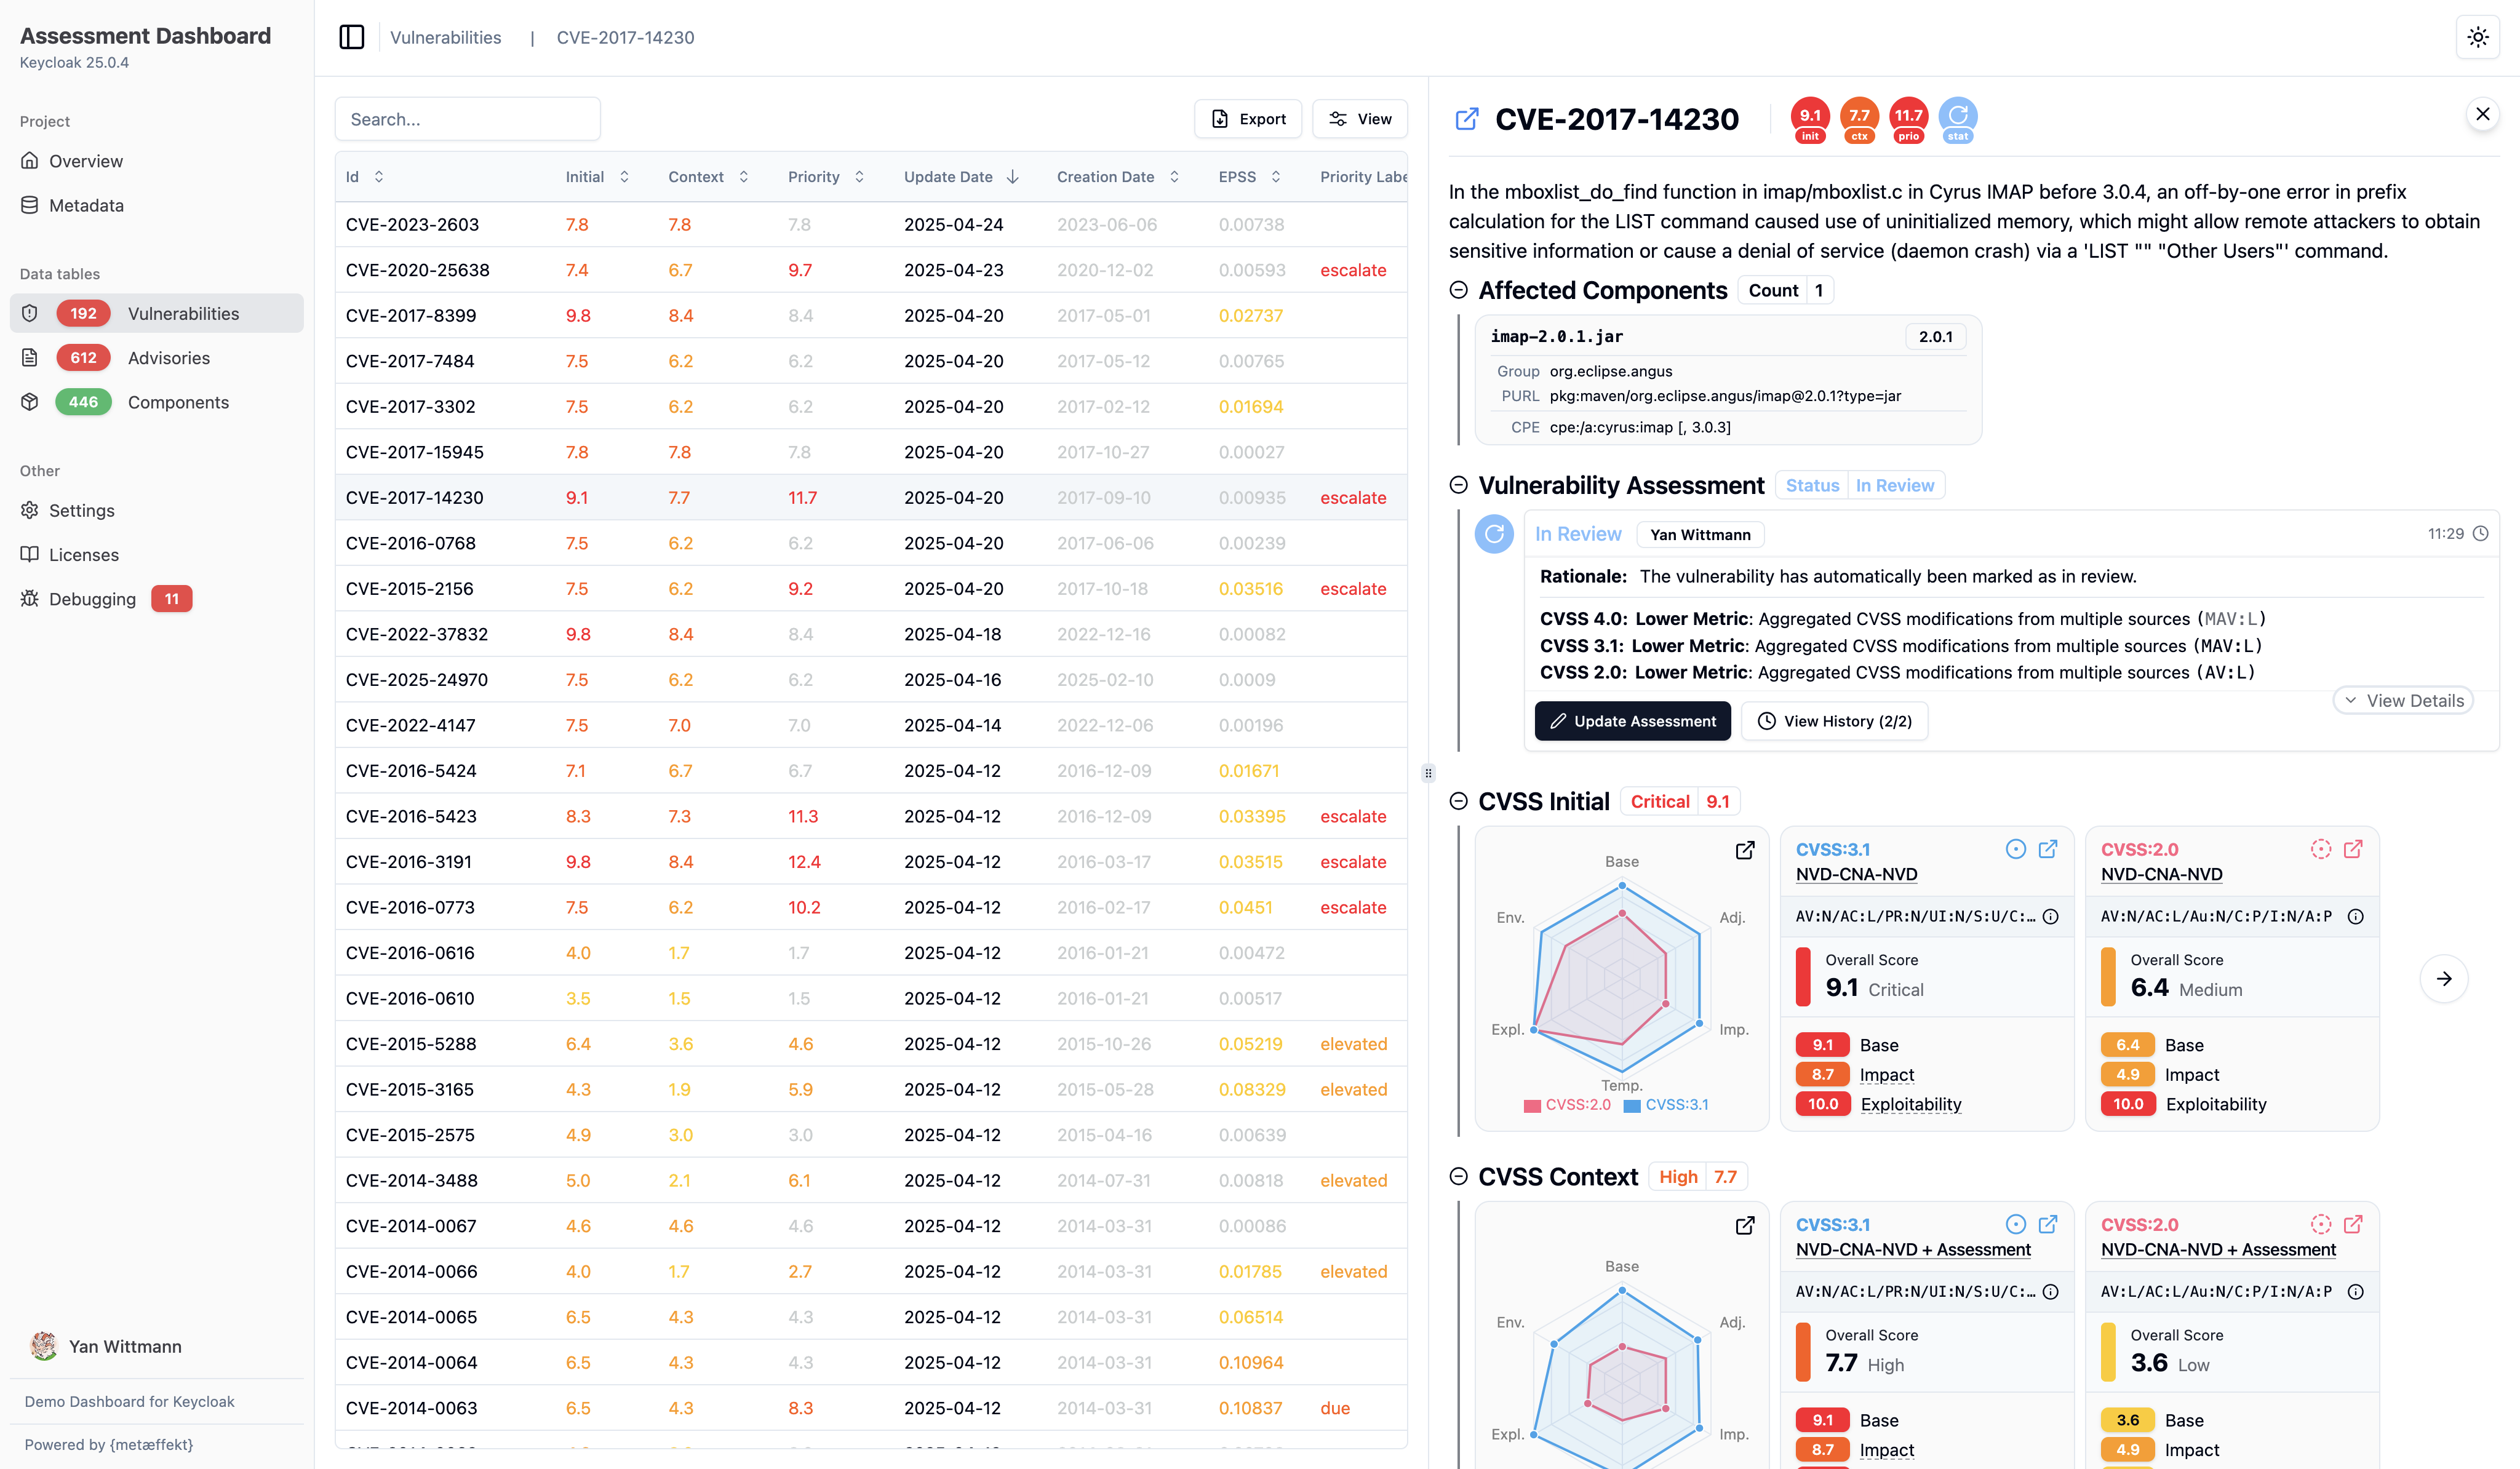 Assessment Dashboard
Keycloak 25.0.4
Project
Overview
Metadata
Data tables
192 Vulnerabilities
612 Advisories
446 Components
Other
Settings
Licenses
Debugging 11
Yan Wittmann
Demo Dashboard for Keycloak
Powered by {metæffekt}
Vulnerabilities | CVE-2017-14230
Search...
Export
View
Id Initial Context Priority Update Date Creation Date EPSS Priority Labe
CVE-2023-2603 7.8 7.8 7.8 2025-04-24 2023-06-06 0.00738
CVE-2020-25638 7.4 6.7 9.7 2025-04-23 2020-12-02 0.00593 escalate
CVE-2017-8399 9.8 8.4 8.4 2025-04-20 2017-05-01 0.02737
CVE-2017-7484 7.5 6.2 6.2 2025-04-20 2017-05-12 0.00765
CVE-2017-3302 7.5 6.2 6.2 2025-04-20 2017-02-12 0.01694
CVE-2017-15945 7.8 7.8 7.8 2025-04-20 2017-10-27 0.00027
CVE-2017-14230 9.1 7.7 11.7 2025-04-20 2017-09-10 0.00935 escalate
CVE-2016-0768 7.5 6.2 6.2 2025-04-20 2017-06-06 0.00239
CVE-2015-2156 7.5 6.2 9.2 2025-04-20 2017-10-18 0.03516 escalate
CVE-2022-37832 9.8 8.4 8.4 2025-04-18 2022-12-16 0.00082
CVE-2025-24970 7.5 6.2 6.2 2025-04-16 2025-02-10 0.0009
CVE-2022-4147 7.5 7.0 7.0 2025-04-14 2022-12-06 0.00196
CVE-2016-5424 7.1 6.7 6.7 2025-04-12 2016-12-09 0.01671
CVE-2016-5423 8.3 7.3 11.3 2025-04-12 2016-12-09 0.03395 escalate
CVE-2016-3191 9.8 8.4 12.4 2025-04-12 2016-03-17 0.03515 escalate
CVE-2016-0773 7.5 6.2 10.2 2025-04-12 2016-02-17 0.0451 escalate
CVE-2016-0616 4.0 1.7 1.7 2025-04-12 2016-01-21 0.00472
CVE-2016-0610 3.5 1.5 1.5 2025-04-12 2016-01-21 0.00517
CVE-2015-5288 6.4 3.6 4.6 2025-04-12 2015-10-26 0.05219 elevated
CVE-2015-3165 4.3 1.9 5.9 2025-04-12 2015-05-28 0.08329 elevated
CVE-2015-2575 4.9 3.0 3.0 2025-04-12 2015-04-16 0.00639
CVE-2014-3488 5.0 2.1 6.1 2025-04-12 2014-07-31 0.00818 elevated
CVE-2014-0067 4.6 4.6 4.6 2025-04-12 2014-03-31 0.00086
CVE-2014-0066 4.0 1.7 2.7 2025-04-12 2014-03-31 0.01785 elevated
CVE-2014-0065 6.5 4.3 4.3 2025-04-12 2014-03-31 0.06514
CVE-2014-0064 6.5 4.3 4.3 2025-04-12 2014-03-31 0.10964
CVE-2014-0063 6.5 4.3 8.3 2025-04-12 2014-03-31 0.10837 due
CVE-2017-14230
9.1 7.7 11.7
init ctx prio stat
In the mboxlist_do_find function in imap/mboxlist.c in Cyrus IMAP before 3.0.4, an off-by-one error in prefix
calculation for the LIST command caused use of uninitialized memory, which might allow remote attackers to obtain
sensitive information or cause a denial of service (daemon crash) via a 'LIST "" "Other Users"' command.
Affected Components Count 1
imap-2.0.1.jar 2.0.1
Group org.eclipse.angus
PURL pkg:maven/org.eclipse.angus/imap@2.0.1?type=jar
CPE cpe:/a:cyrus:imap [, 3.0.3]
Vulnerability Assessment Status In Review
In Review Yan Wittmann 11:29
Rationale: The vulnerability has automatically been marked as in review.
CVSS 4.0: Lower Metric: Aggregated CVSS modifications from multiple sources (MAV:L)
CVSS 3.1: Lower Metric: Aggregated CVSS modifications from multiple sources (MAV:L)
CVSS 2.0: Lower Metric: Aggregated CVSS modifications from multiple sources (AV:L)
View Details
Update Assessment View History (2/2)
CVSS Initial Critical 9.1
Base
Env. Adj.
Expl. Imp.
Temp.
CVSS:2.0 CVSS:3.1
CVSS:3.1
NVD-CNA-NVD
AV:N/AC:L/PR:N/UI:N/S:U/C:…
Overall Score
9.1 Critical
9.1 Base
8.7 Impact
10.0 Exploitability
CVSS:2.0
NVD-CNA-NVD
AV:N/AC:L/Au:N/C:P/I:N/A:P
Overall Score
6.4 Medium
6.4 Base
4.9 Impact
10.0 Exploitability
CVSS Context High 7.7
Base
Env. Adj.
Expl. Imp.
CVSS:3.1
NVD-CNA-NVD + Assessment
AV:N/AC:L/PR:N/UI:N/S:U/C:…
Overall Score
7.7 High
9.1 Base
8.7 Impact
CVSS:2.0
NVD-CNA-NVD + Assessment
AV:L/AC:L/Au:N/C:P/I:N/A:P
Overall Score
3.6 Low
3.6 Base
4.9 Impact